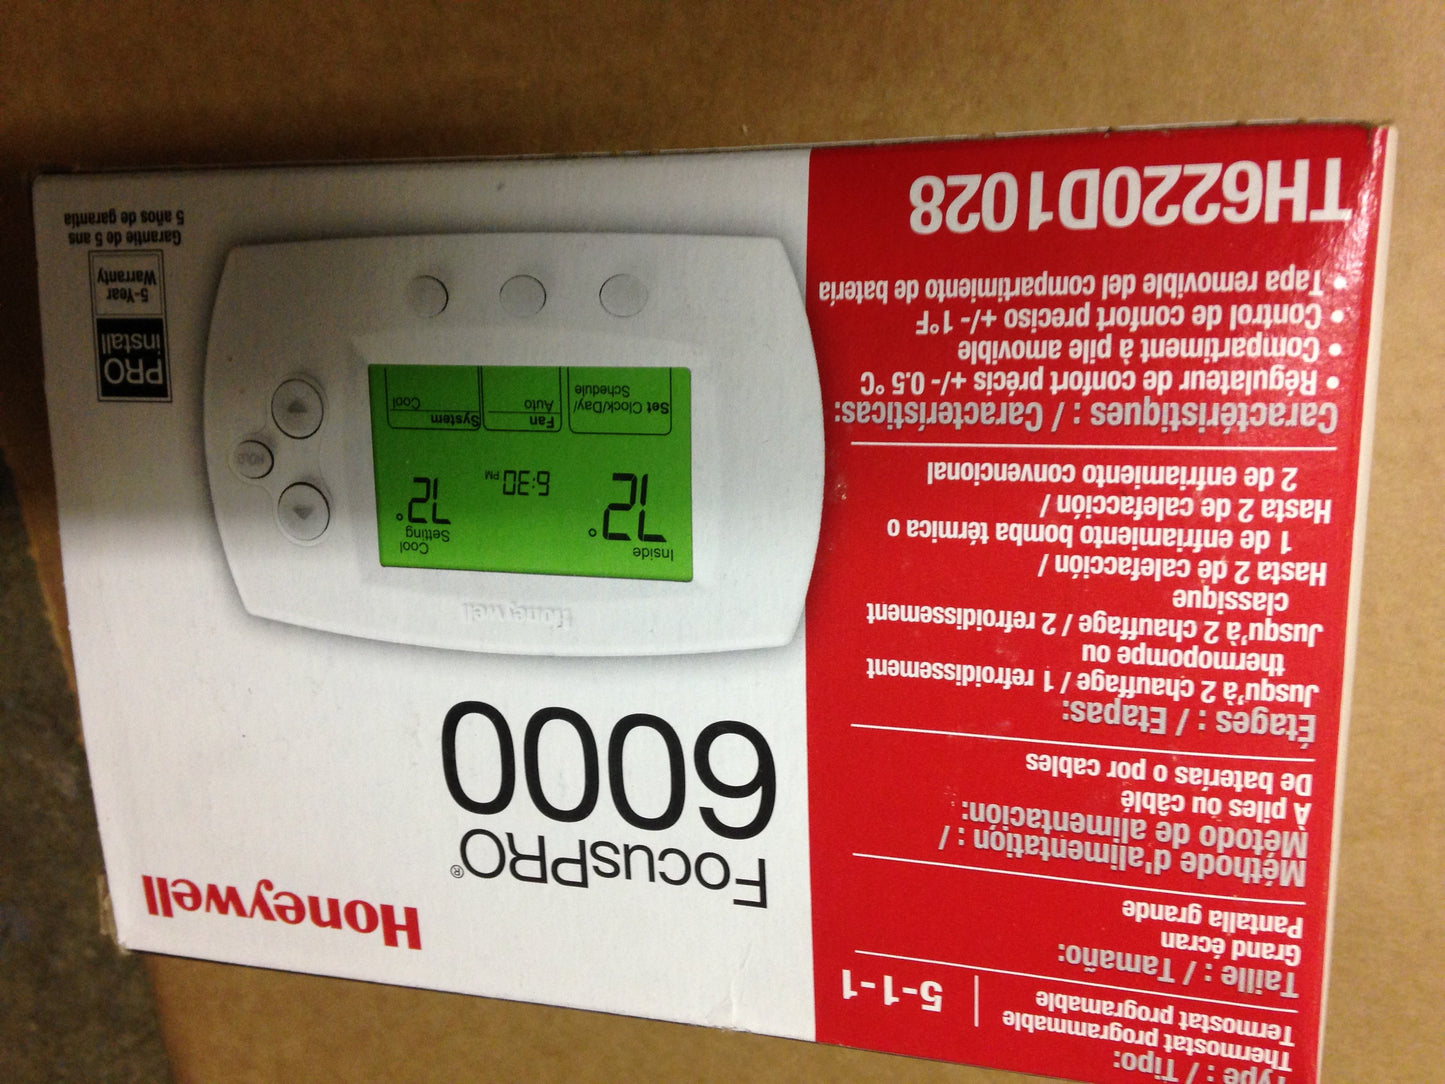 Type : / Tipo:
Thermostat programmable
Termostat programable
5-1-1
Taille : / Tamaño:
Grand écran
Pantalla grande
Méthode d'alimentation : /
Método de alimentación:
A piles ou câblé
De baterías o por cables
Étages : / Etapas:
Jusqu'à 2 chauffage / 1 refroidissement
thermopompe ou
Jusqu'à 2 chauffage / 2 refroidissement
classique
Hasta 2 de calefacción /
1 de enfriamiento bomba térmica o
Hasta 2 de calefacción /
2 de enfriamiento convencional
Caractéristiques : / Características:
• Régulateur de confort précis +/- 0.5 °C
• Compartiment à pile amovible
• Control de confort preciso +/- 1°F
• Tapa removible del compartimiento de batería
TH6220D1028
Honeywell
FocusPRO®
6000
Honeywell
Inside
72°
6:30 PM
Cool
Setting
72°
Set Clock/Day/
Schedule
Fan
Auto
System
Cool
HOLD
PRO
install
5-Year
Warranty
Garantie de 5 ans
5 años de garantía